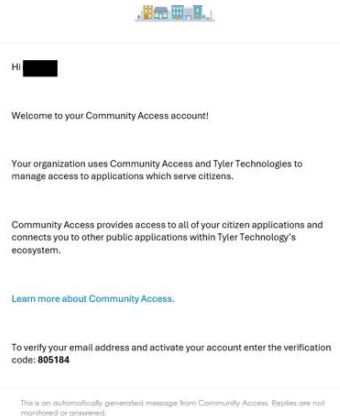 Hi
Welcome to your Community Access account!
Your organization uses Community Access and Tyler Technologies to
manage access to applications which serve citizens.
Community Access provides access to all of your citizen applications and
connects you to other public applications within Tyler Technology's
ecosystem.
Learn more about Community Access.
To verify your email address and activate your account enter the verification
code: 805184
This is an automatically generated message from Community Access. Replies are not
monitored or answered.